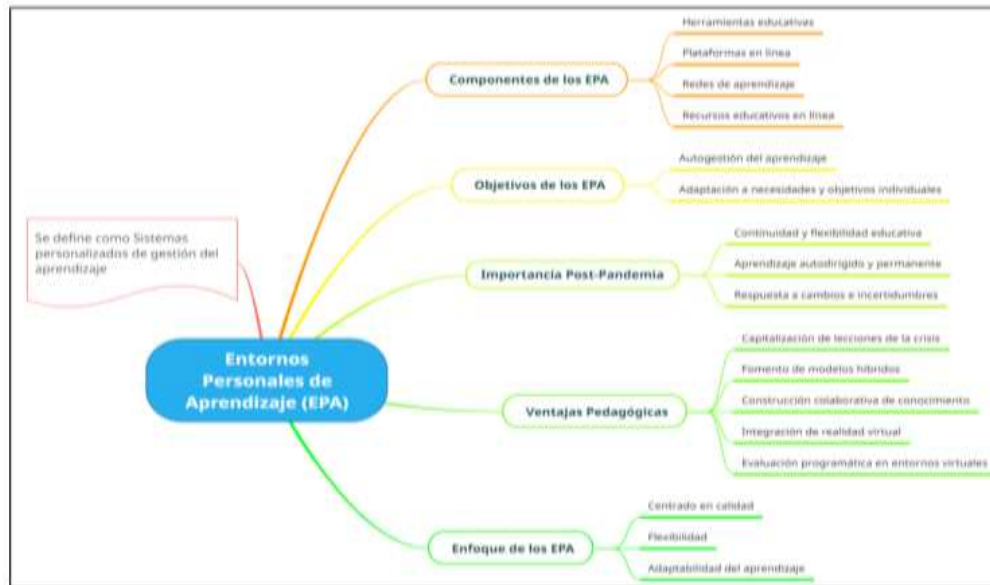 Herramientas educativas
Plataformas en línea
Componentes de los EPA
Redes de aprendizaje
Recursos educativos en línea
Autogestión del aprendizaje
Objetivos de los EPA
Adaptación a necesidades y objetivos individuales
Se define como Sistemas
personalizados de gestión del
aprendizaje
Continuidad y flexibilidad educativa
Importancia Post-Pandemia
Aprendizaje autodirigido y permanente
Respuesta a cambios e incertidumbres
Entornos
Personales de
Aprendizaje (EPA)
Capitalización de lecciones de la crisis
Fomento de modelos híbridos
Ventajas Pedagógicas
Construcción colaborativa de conocimiento
Integración de realidad virtual
Evaluación programática en entornos virtuales
Centrado en calidad
Enfoque de los EPA
Flexibilidad
Adaptabilidad del aprendizaje